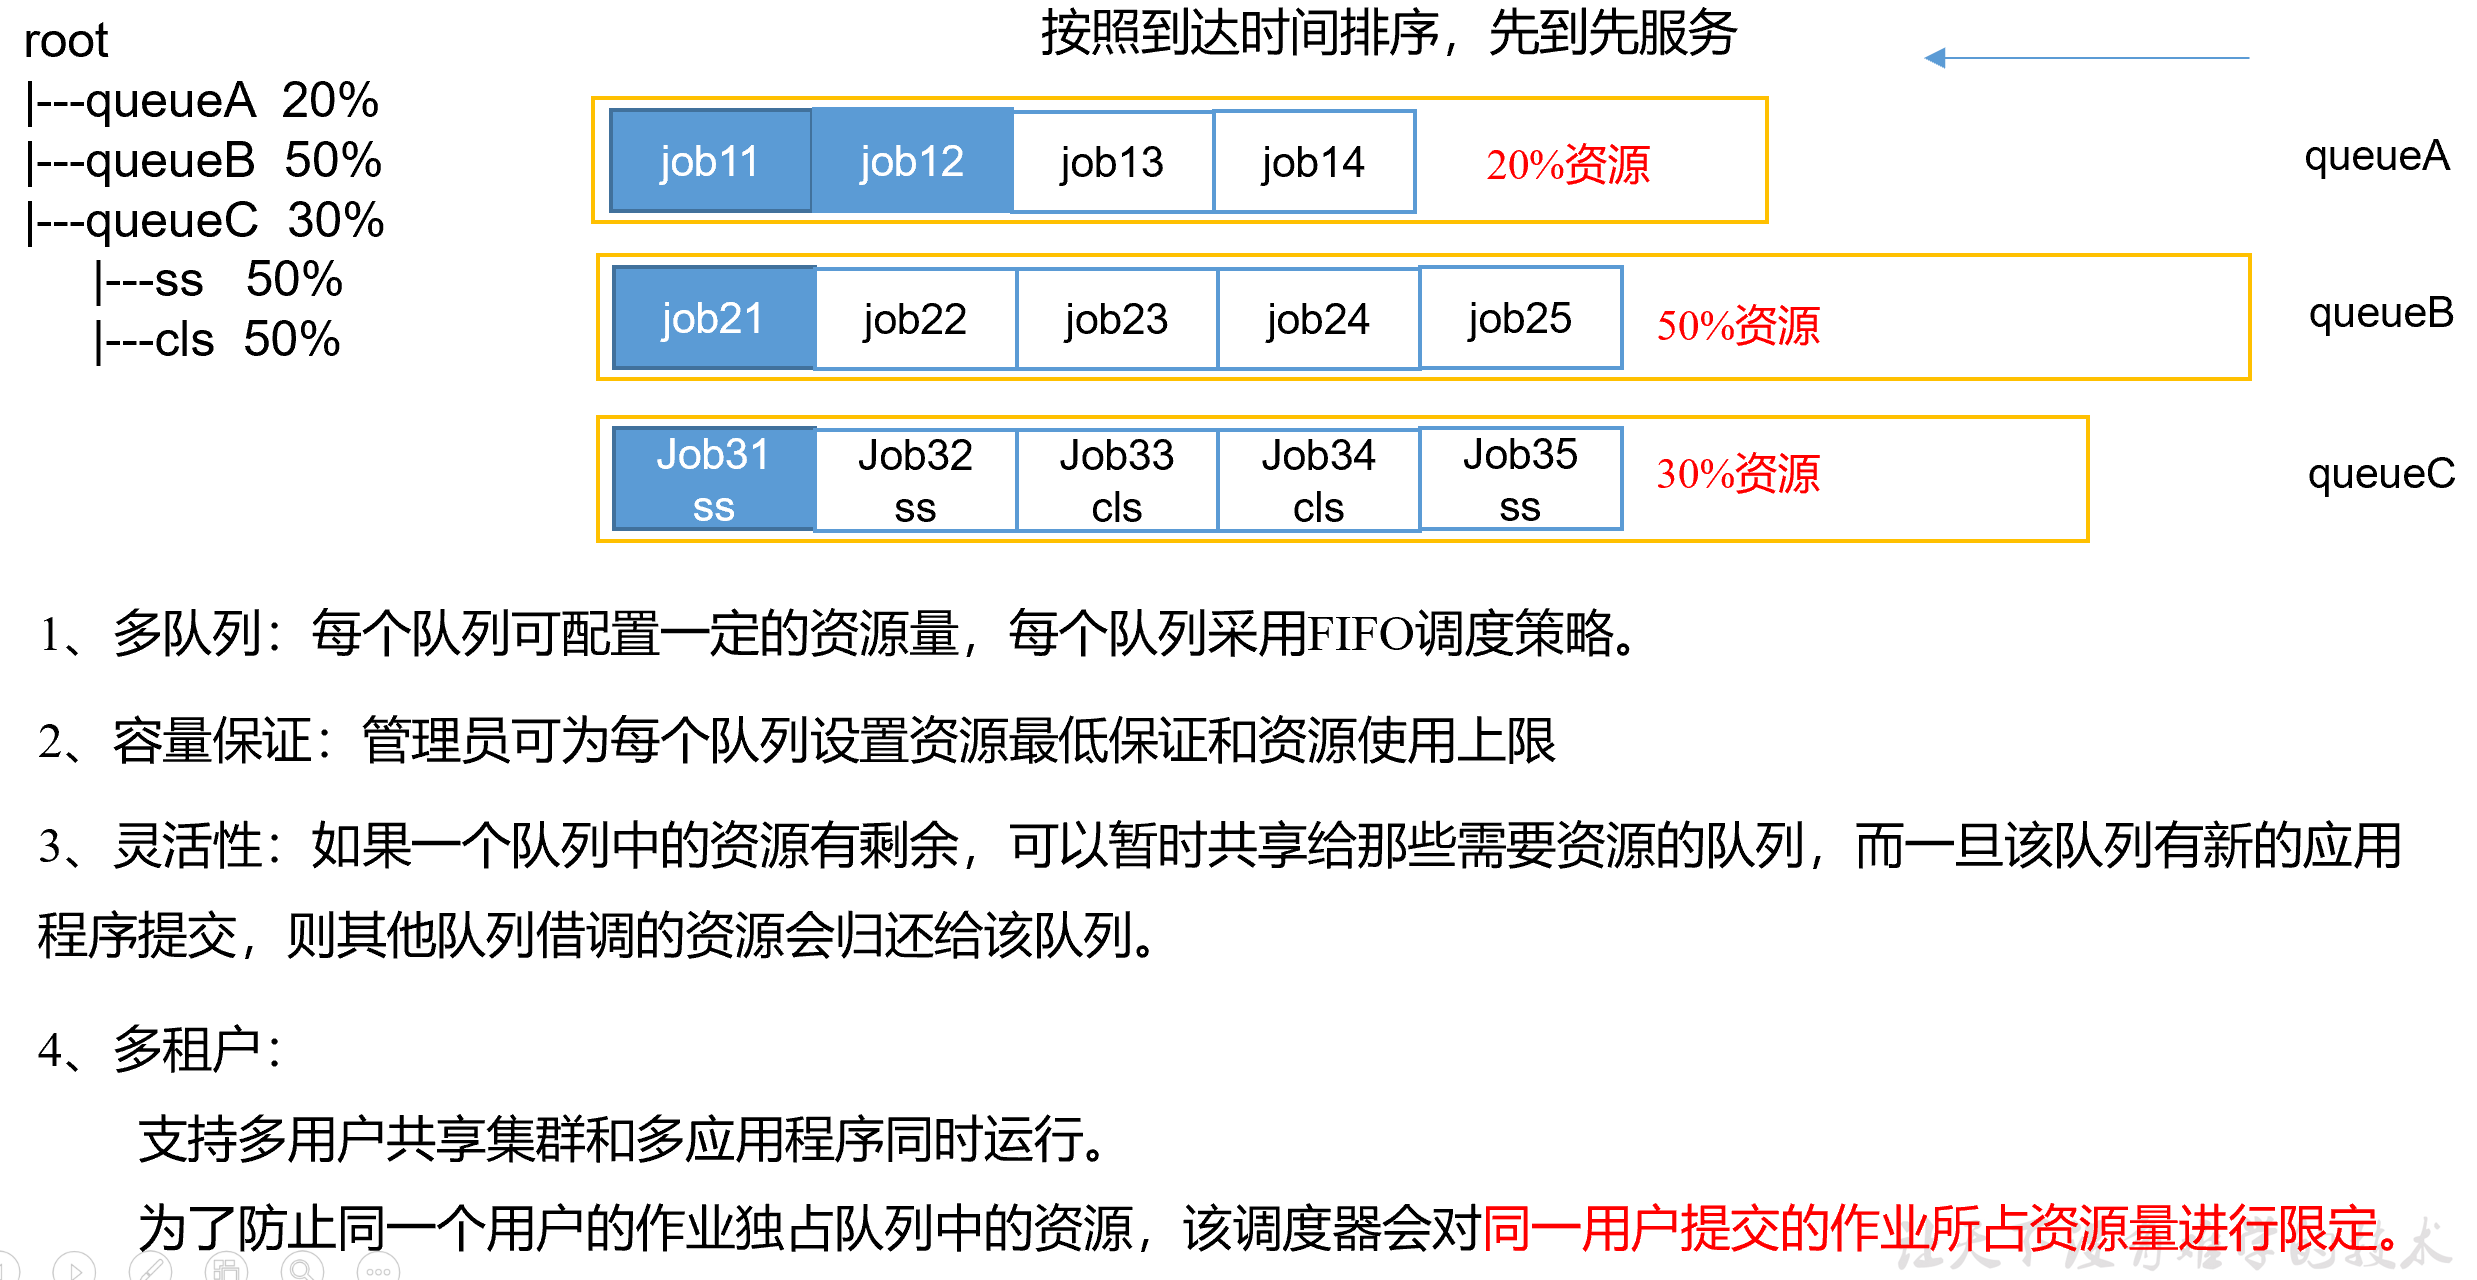 root
|---queueA 20%
|---queueB 50%
|---queueC 30%
|---ss 50%
|---cls 50%
按照到达时间排序，先到先服务
job11 job12 job13 job14 20%资源 queueA
job21 job22 job23 job24 job25 50%资源 queueB
Job31 Job32 Job33 Job34 Job35
ss ss cls cls ss
30%资源 queueC
1、多队列：每个队列可配置一定的资源量，每个队列采用FIFO调度策略。
2、容量保证：管理员可为每个队列设置资源最低保证和资源使用上限
3、灵活性：如果一个队列中的资源有剩余，可以暂时共享给那些需要资源的队列，而一旦该队列有新的应用
程序提交，则其他队列借调的资源会归还给该队列。
4、多租户：
支持多用户共享集群和多应用程序同时运行。
为了防止同一个用户的作业独占队列中的资源，该调度器会对同一用户提交的作业所占资源量进行限定。
让天下没有难学的技术